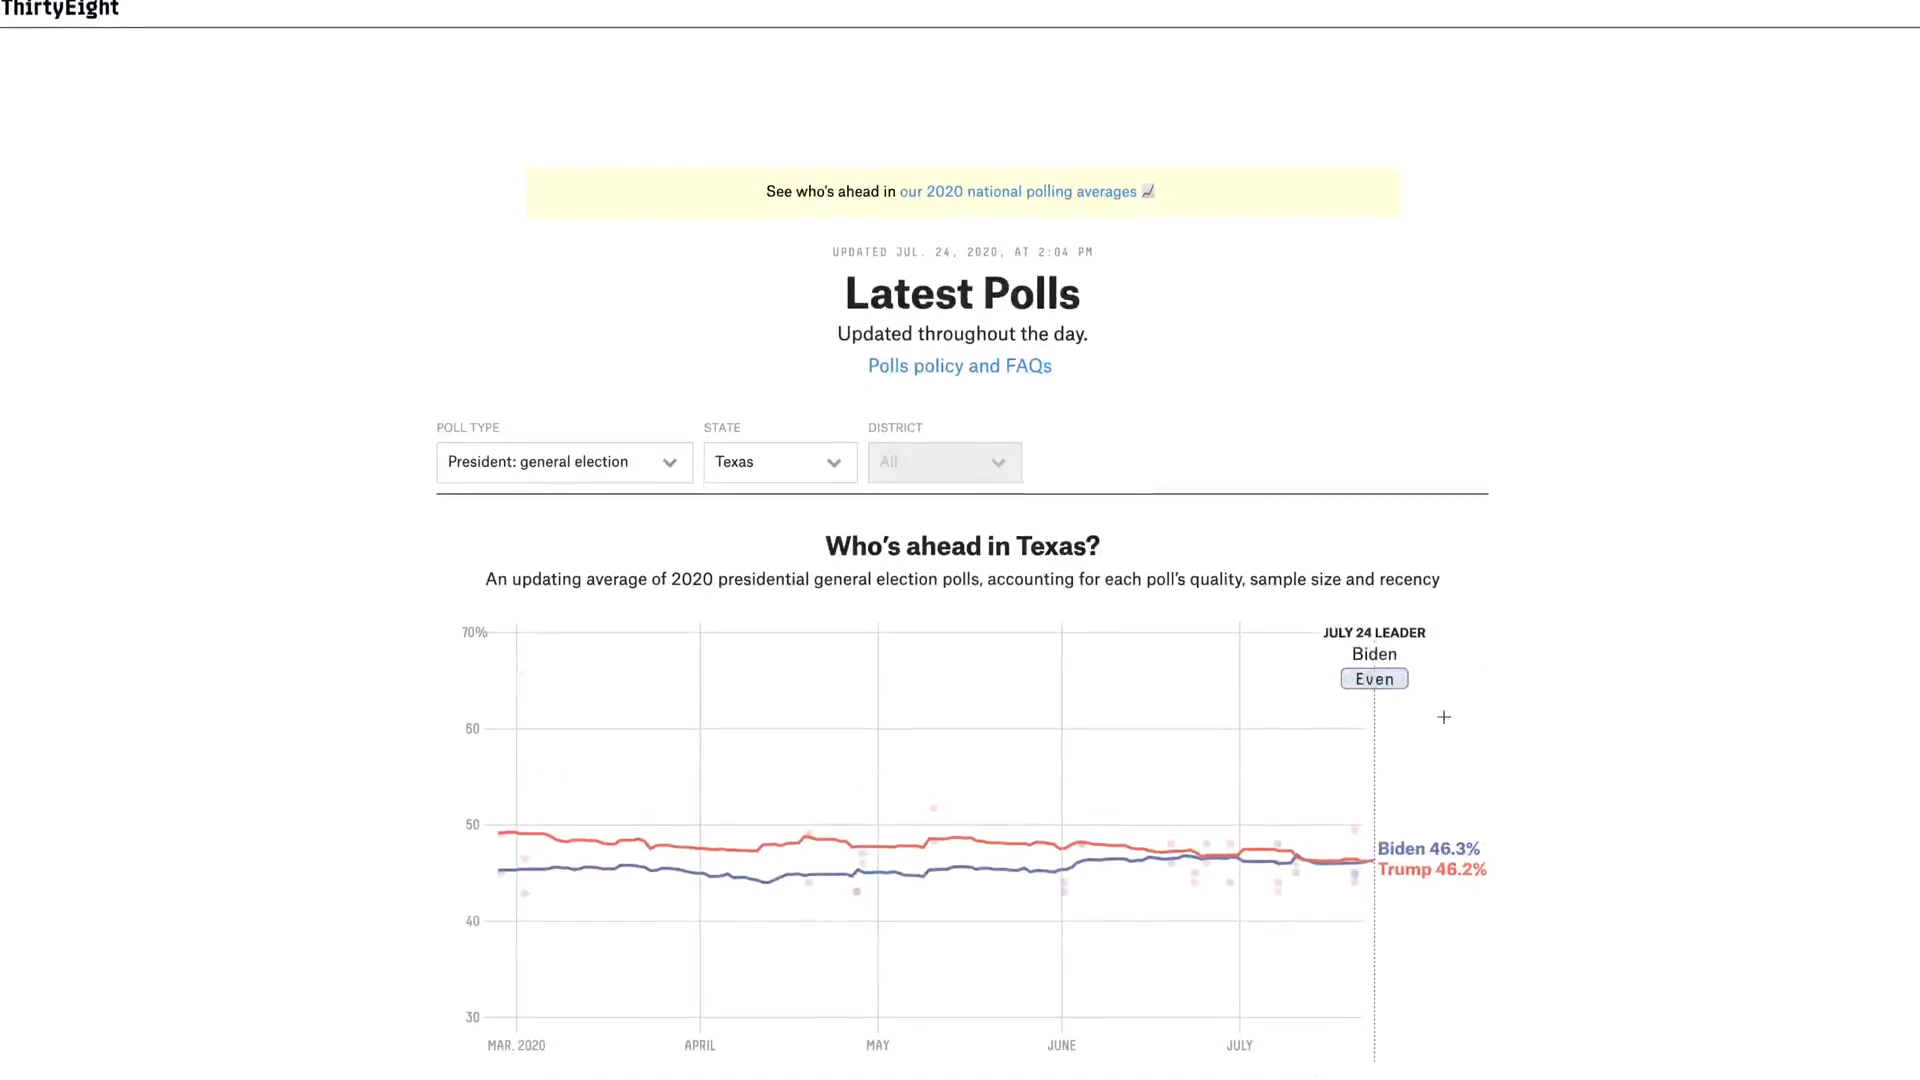 ThirtyEight
See who's ahead in our 2020 national polling averages
UPDATED JUL. 24, 2020, AT 2:04 PM
Latest Polls
Updated throughout the day.
Polls policy and FAQs
POLL TYPE STATE DISTRICT
President: general election Texas All
Who's ahead in Texas?
An updating average of 2020 presidential general election polls, accounting for each poll's quality, sample size and recency
70%
JULY 24 LEADER
Biden
Even
60
50
Biden 46.3%
Trump 46.2%
40
30
MAR. 2020 APRIL MAY JUNE JULY